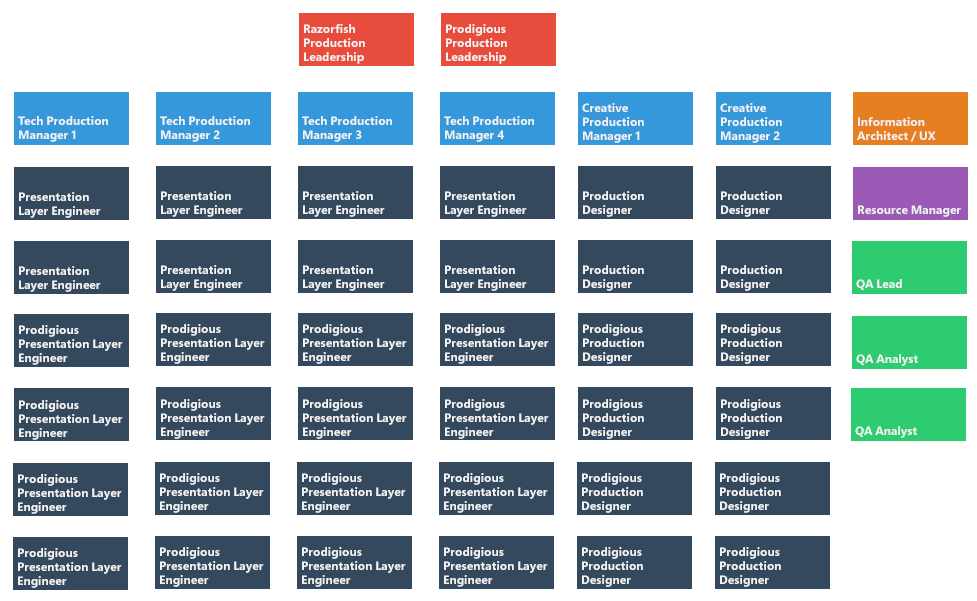 Razorfish
Production
Leadership
Prodigious
Production
Leadership
Tech Production
Manager 1
Tech Production
Manager 2
Tech Production
Manager 3
Tech Production
Manager 4
Creative
Production
Manager 1
Creative
Production
Manager 2
Information
Architect / UX
Presentation
Layer Engineer
Presentation
Layer Engineer
Presentation
Layer Engineer
Presentation
Layer Engineer
Production
Designer
Production
Designer
Resource Manager
Presentation
Layer Engineer
Presentation
Layer Engineer
Presentation
Layer Engineer
Presentation
Layer Engineer
Production
Designer
Production
Designer
QA Lead
Prodigious
Presentation Layer
Engineer
Prodigious
Presentation Layer
Engineer
Prodigious
Presentation Layer
Engineer
Prodigious
Presentation Layer
Engineer
Prodigious
Production
Designer
Prodigious
Production
Designer
QA Analyst
Prodigious
Presentation Layer
Engineer
Prodigious
Presentation Layer
Engineer
Prodigious
Presentation Layer
Engineer
Prodigious
Presentation Layer
Engineer
Prodigious
Production
Designer
Prodigious
Production
Designer
QA Analyst
Prodigious
Presentation Layer
Engineer
Prodigious
Presentation Layer
Engineer
Prodigious
Presentation Layer
Engineer
Prodigious
Presentation Layer
Engineer
Prodigious
Production
Designer
Prodigious
Production
Designer
Prodigious
Presentation Layer
Engineer
Prodigious
Presentation Layer
Engineer
Prodigious
Presentation Layer
Engineer
Prodigious
Presentation Layer
Engineer
Prodigious
Production
Designer
Prodigious
Production
Designer